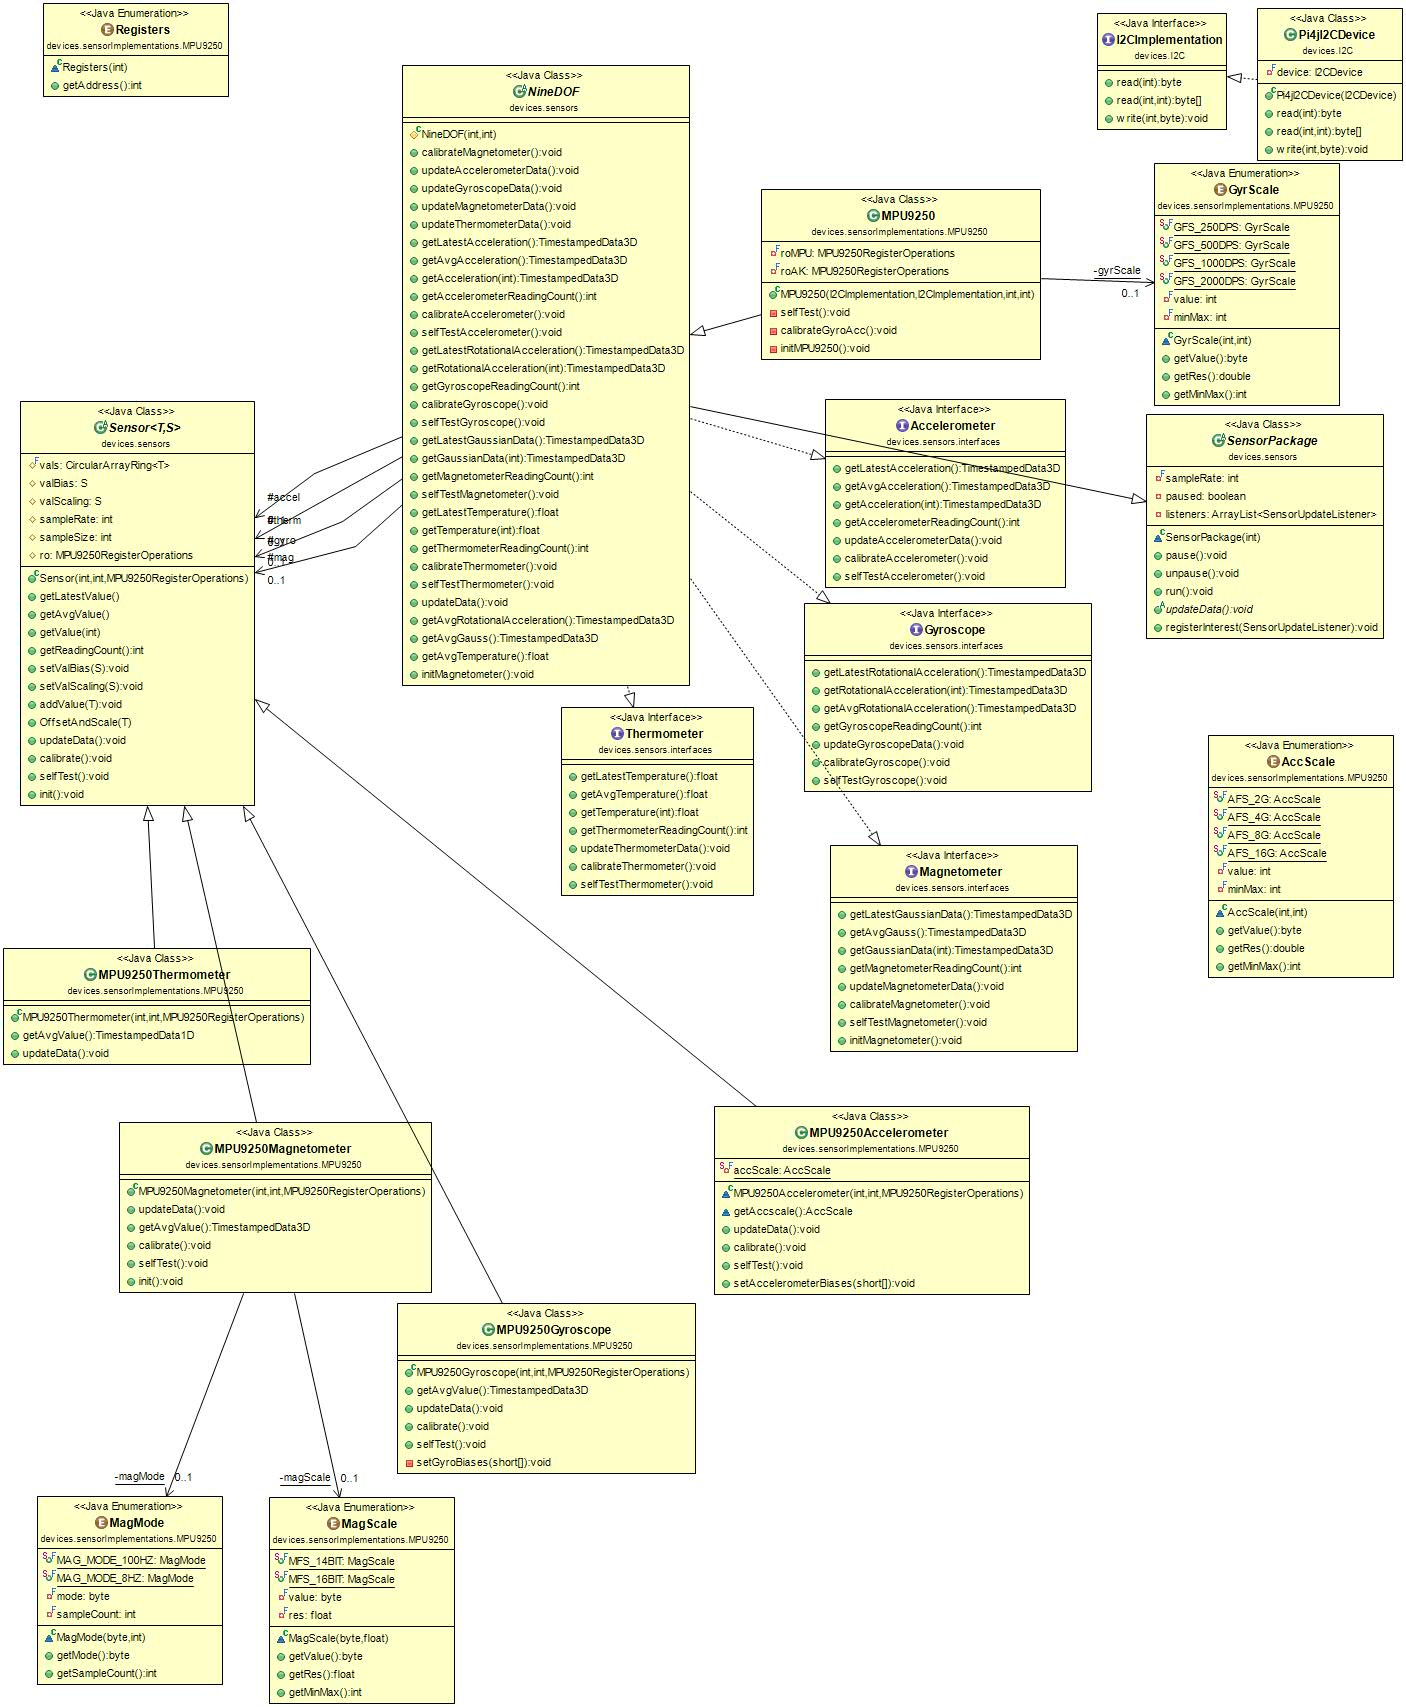 <<Java Enumeration>>
Registers
devices.sensorImplementations.MPU9250
Registers(int)
getAddress():int
<<Java Class>>
NineDOF
devices.sensors
NineDOF(int,int)
calibrateMagnetometer():void
updateAccelerometerData():void
updateGyroscopeData():void
updateMagnetometerData():void
updateThermometerData():void
getLatestAcceleration():TimestampedData3D
getAvgAcceleration():TimestampedData3D
getAcceleration(int):TimestampedData3D
getAccelerometerReadingCount():int
calibrateAccelerometer():void
selfTestAccelerometer():void
getLatestRotationalAcceleration():TimestampedData3D
getRotationalAcceleration(int):TimestampedData3D
getGyroscopeReadingCount():int
calibrateGyroscope():void
selfTestGyroscope():void
getLatestGaussianData():TimestampedData3D
getGaussianData(int):TimestampedData3D
getMagnetometerReadingCount():int
selfTestMagnetometer():void
getLatestTemperature():float
getTemperature(int):float
getThermometerReadingCount():int
calibrateThermometer():void
selfTestThermometer():void
updateData():void
getAvgRotationalAcceleration():TimestampedData3D
getAvgGauss():TimestampedData3D
getAvgTemperature():float
initMagnetometer():void
<<Java Interface>>
I2CImplementation
devices.I2C
read(int):byte
read(int,int):byte[]
write(int,byte):void
<<Java Class>>
Pi4jI2CDevice
devices.I2C
device: I2CDevice
Pi4jI2CDevice(I2CDevice)
read(int):byte
read(int,int):byte[]
write(int,byte):void
<<Java Class>>
MPU9250
devices.sensorImplementations.MPU9250
roMPU: MPU9250RegisterOperations
roAK: MPU9250RegisterOperations
MPU9250(I2CImplementation,I2CImplementation,int,int)
selfTest():void
calibrateGyroAcc():void
initMPU9250():void
-gyrScale
0..1
<<Java Enumeration>>
GyrScale
devices.sensorImplementations.MPU9250
GFS_250DPS: GyrScale
GFS_500DPS: GyrScale
GFS_1000DPS: GyrScale
GFS_2000DPS: GyrScale
value: int
minMax: int
GyrScale(int,int)
getValue():byte
getRes():double
getMinMax():int
<<Java Class>>
Sensor<T,S>
devices.sensors
vals: CircularArrayRing<T>
valBias: S
valScaling: S
sampleRate: int
sampleSize: int
ro: MPU9250RegisterOperations
Sensor(int,int,MPU9250RegisterOperations)
getLatestValue()
getAvgValue()
getValue(int)
getReadingCount():int
setValBias(S):void
setValScaling(S):void
addValue(T):void
OffsetAndScale(T)
updateData():void
calibrate():void
selfTest():void
init():void
#accel
#therm
#gyro
#mag
0..1
<<Java Interface>>
Accelerometer
devices.sensors.interfaces
getLatestAcceleration():TimestampedData3D
getAvgAcceleration():TimestampedData3D
getAcceleration(int):TimestampedData3D
getAccelerometerReadingCount():int
updateAccelerometerData():void
calibrateAccelerometer():void
selfTestAccelerometer():void
<<Java Class>>
SensorPackage
devices.sensors
sampleRate: int
paused: boolean
listeners: ArrayList<SensorUpdateListener>
SensorPackage(int)
pause():void
unpause():void
run():void
updateData():void
registerInterest(SensorUpdateListener):void
<<Java Interface>>
Gyroscope
devices.sensors.interfaces
getLatestRotationalAcceleration():TimestampedData3D
getRotationalAcceleration(int):TimestampedData3D
getAvgRotationalAcceleration():TimestampedData3D
getGyroscopeReadingCount():int
updateGyroscopeData():void
calibrateGyroscope():void
selfTestGyroscope():void
<<Java Interface>>
Thermometer
devices.sensors.interfaces
getLatestTemperature():float
getAvgTemperature():float
getTemperature(int):float
getThermometerReadingCount():int
updateThermometerData():void
calibrateThermometer():void
selfTestThermometer():void
<<Java Enumeration>>
AccScale
devices.sensorImplementations.MPU9250
AFS_2G: AccScale
AFS_4G: AccScale
AFS_8G: AccScale
AFS_16G: AccScale
value: int
minMax: int
AccScale(int,int)
getValue():byte
getRes():double
getMinMax():int
<<Java Interface>>
Magnetometer
devices.sensors.interfaces
getLatestGaussianData():TimestampedData3D
getAvgGauss():TimestampedData3D
getGaussianData(int):TimestampedData3D
getMagnetometerReadingCount():int
updateMagnetometerData():void
calibrateMagnetometer():void
selfTestMagnetometer():void
initMagnetometer():void
<<Java Class>>
MPU9250Thermometer
devices.sensorImplementations.MPU9250
MPU9250Thermometer(int,int,MPU9250RegisterOperations)
getAvgValue():TimestampedData1D
updateData():void
<<Java Class>>
MPU9250Magnetometer
devices.sensorImplementations.MPU9250
MPU9250Magnetometer(int,int,MPU9250RegisterOperations)
updateData():void
getAvgValue():TimestampedData3D
calibrate():void
selfTest():void
init():void
<<Java Class>>
MPU9250Accelerometer
devices.sensorImplementations.MPU9250
accScale: AccScale
MPU9250Accelerometer(int,int,MPU9250RegisterOperations)
getAccscale():AccScale
updateData():void
calibrate():void
selfTest():void
setAccelerometerBiases(short[]):void
<<Java Class>>
MPU9250Gyroscope
devices.sensorImplementations.MPU9250
MPU9250Gyroscope(int,int,MPU9250RegisterOperations)
getAvgValue():TimestampedData3D
updateData():void
calibrate():void
selfTest():void
setGyroBiases(short[]):void
-magMode 0..1
-magScale 0..1
<<Java Enumeration>>
MagMode
devices.sensorImplementations.MPU9250
MAG_MODE_100HZ: MagMode
MAG_MODE_8HZ: MagMode
mode: byte
sampleCount: int
MagMode(byte,int)
getMode():byte
getSampleCount():int
<<Java Enumeration>>
MagScale
devices.sensorImplementations.MPU9250
MFS_14BIT: MagScale
MFS_16BIT: MagScale
value: byte
res: float
MagScale(byte,float)
getValue():byte
getRes():float
getMinMax():int